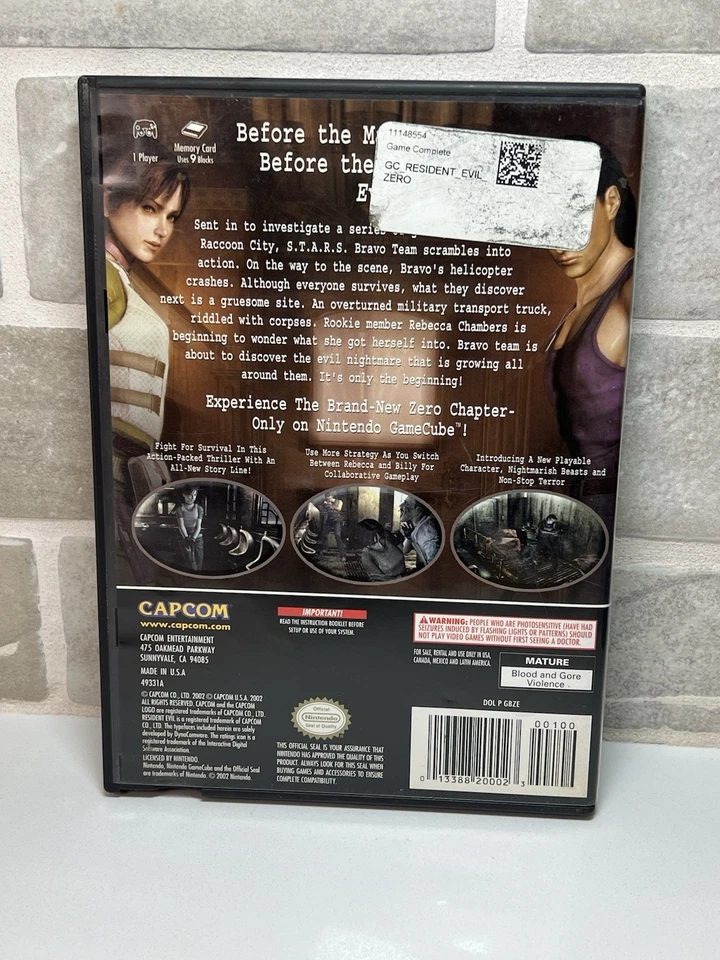 1 Player
Memory Card
Uses 9 Blocks
Before the M
Before the
Ev
11148554
Game Complete
GC_RESIDENT_EVIL_
ZERO
Sent in to investigate a series
Raccoon City, S.T.A.R.S. Bravo Team scrambles into
action. On the way to the scene, Bravo's helicopter
crashes. Although everyone survives, what they discover
next is a gruesome site. An overturned military transport truck,
riddled with corpses. Rookie member Rebecca Chambers is
beginning to wonder what she got herself into. Bravo team is
about to discover the evil nightmare that is growing all
around them. It's only the beginning!
Experience The Brand-New Zero Chapter-
Only on Nintendo GameCube™!
Fight For Survival In This
Action-Packed Thriller With An
All-New Story Line!
Use More Strategy As You Switch
Between Rebecca and Billy For
Collaborative Gameplay
Introducing A New Playable
Character, Nightmarish Beasts and
Non-Stop Terror
CAPCOM
www.capcom.com
CAPCOM ENTERTAINMENT
475 OAKMEAD PARKWAY
SUNNYVALE, CA 94085
MADE IN U.S.A
49331A
© CAPCOM CO., LTD. 2002 © CAPCOM U.S.A. 2002
ALL RIGHTS RESERVED. CAPCOM and the CAPCOM
LOGO are registered trademarks of CAPCOM CO., LTD.
RESIDENT EVIL is a registered trademark of CAPCOM
CO., LTD. The typefaces included herein are solely
developed by DynaComware. The ratings icon is a
registered trademark of the Interactive Digital
Software Association.
LICENSED BY NINTENDO.
Nintendo, Nintendo GameCube and the Official Seal
are trademarks of Nintendo. © 2002 Nintendo.
IMPORTANT!
READ THE INSTRUCTION BOOKLET BEFORE
SETUP OR USE OF YOUR SYSTEM.
Official
Nintendo
Seal of Quality
THIS OFFICIAL SEAL IS YOUR ASSURANCE THAT
NINTENDO HAS APPROVED THE QUALITY OF THIS
PRODUCT. ALWAYS LOOK FOR THIS SEAL WHEN
BUYING GAMES AND ACCESSORIES TO ENSURE
COMPLETE COMPATIBILITY.
WARNING: PEOPLE WHO ARE PHOTOSENSITIVE (HAVE HAD
SEIZURES INDUCED BY FLASHING LIGHTS OR PATTERNS) SHOULD
NOT PLAY VIDEO GAMES WITHOUT FIRST SEEING A DOCTOR.
FOR SALE, RENTAL AND USE ONLY IN USA,
CANADA, MEXICO AND LATIN AMERICA.
MATURE
Blood and Gore
Violence
DOL P GBZE
00100
0 13388 20002 3